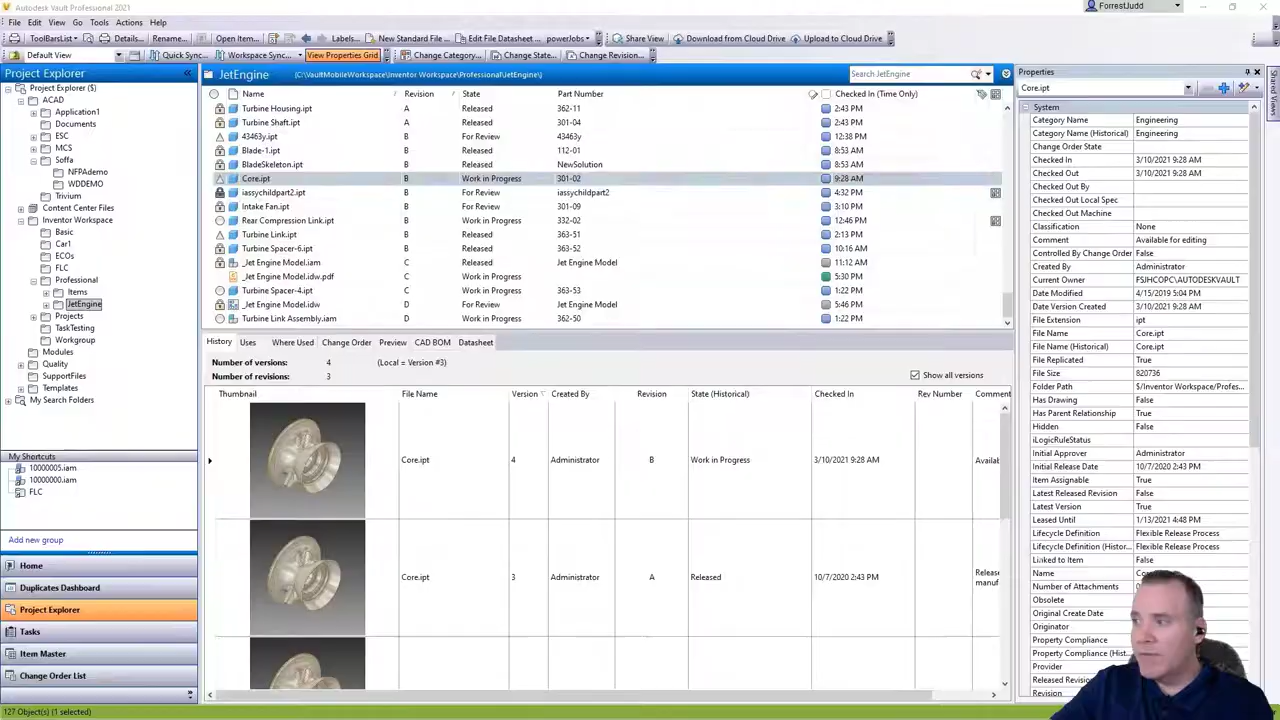 Autodesk Vault Professional 2021
ForrestJudd
File Edit View Go Tools Actions Help
ToolBarsList Details... Rename... Open Item... Labels... New Standard File... Edit File Datasheet... powerJobs Share View Download from Cloud Drive Upload to Cloud Drive
Default View Quick Sync... Workspace Sync... View Properties Grid Change Category... Change State... Change Revision...
Project Explorer
Project Explorer ($)
ACAD
Application1
Documents
ESC
MCS
Soffa
NFPAdemo
WDDEMO
Trivium
Content Center Files
Inventor Workspace
Basic
Car1
ECOs
FLC
Professional
Items
JetEngine
Projects
TaskTesting
Workgroup
Modules
Quality
SupportFiles
Templates
My Search Folders
My Shortcuts
10000005.iam
10000000.iam
FLC
Add new group
Home
Duplicates Dashboard
Project Explorer
Tasks
Item Master
Change Order List
127 Object(s) (1 selected)
JetEngine (C:\VaultMobileWorkspace\Inventor Workspace\Professional\JetEngine\) Search JetEngine
Name Revision State Part Number Checked In (Time Only)
Turbine Housing.ipt A Released 362-11 2:43 PM
Turbine Shaft.ipt A Released 301-04 2:43 PM
43463y.ipt B For Review 43463y 12:38 PM
Blade-1.ipt B Released 112-01 8:53 AM
BladeSkeleton.ipt B Released NewSolution 8:53 AM
Core.ipt B Work in Progress 301-02 9:28 AM
iassychildpart2.ipt B For Review iassychildpart2 4:32 PM
Intake Fan.ipt B For Review 301-09 3:10 PM
Rear Compression Link.ipt B Work in Progress 332-02 12:46 PM
Turbine Link.ipt B Work in Progress 363-51 2:13 PM
Turbine Spacer-6.ipt B Released 363-52 10:16 AM
_Jet Engine Model.iam C Released Jet Engine Model 11:12 AM
_Jet Engine Model.idw.pdf C Work in Progress 5:30 PM
Turbine Spacer-4.ipt C Work in Progress 363-53 1:22 PM
_Jet Engine Model.idw D For Review Jet Engine Model 5:46 PM
Turbine Link Assembly.iam D Work in Progress 362-50 1:22 PM
History Uses Where Used Change Order Preview CAD BOM Datasheet
Number of versions: 4 (Local = Version #3)
Number of revisions: 3
Show all versions
Thumbnail File Name Version Created By Revision State (Historical) Checked In Rev Number Comment
Core.ipt 4 Administrator B Work in Progress 3/10/2021 9:28 AM Availab
Core.ipt 3 Administrator A Released 10/7/2020 2:43 PM Release
manuf
Properties
SharedViews
Core.ipt
System
Category Name Engineering
Category Name (Historical) Engineering
Change Order State
Checked In 3/10/2021 9:28 AM
Checked Out 3/10/2021 9:28 AM
Checked Out By
Checked Out Local Spec
Checked Out Machine
Classification None
Comment Available for editing
Controlled By Change Order False
Created By Administrator
Current Owner FSJHCOPC\AUTODESKVAULT
Date Modified 4/15/2019 5:04 PM
Date Version Created 3/10/2021 9:28 AM
File Extension ipt
File Name Core.ipt
File Name (Historical) Core.ipt
File Replicated True
File Size 820736
Folder Path $/Inventor Workspace/Profes...
Has Drawing False
Has Parent Relationship True
Hidden False
iLogicRuleStatus
Initial Approver Administrator
Initial Release Date 10/7/2020 2:43 PM
Item Assignable True
Latest Released Revision False
Latest Version True
Leased Until 1/13/2021 4:48 PM
Lifecycle Definition Flexible Release Process
Lifecycle Definition (Histor... Flexible Release Process
Linked to Item False
Name
Number of Attachments
Obsolete
Original Create Date
Originator
Property Compliance
Property Compliance (Hist...
Provider
Released Revis
Revision